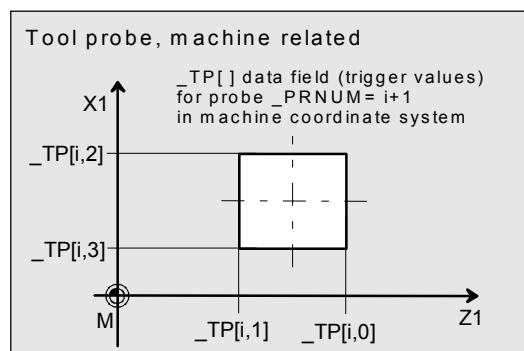 Tool probe, machine related
_TP[] data field (trigger values)
for probe _PRNUM= i+1
in machine coordinate system
X1
_TP[i,2]
_TP[i,3]
M
_TP[i,1]
_TP[i,0]
Z1